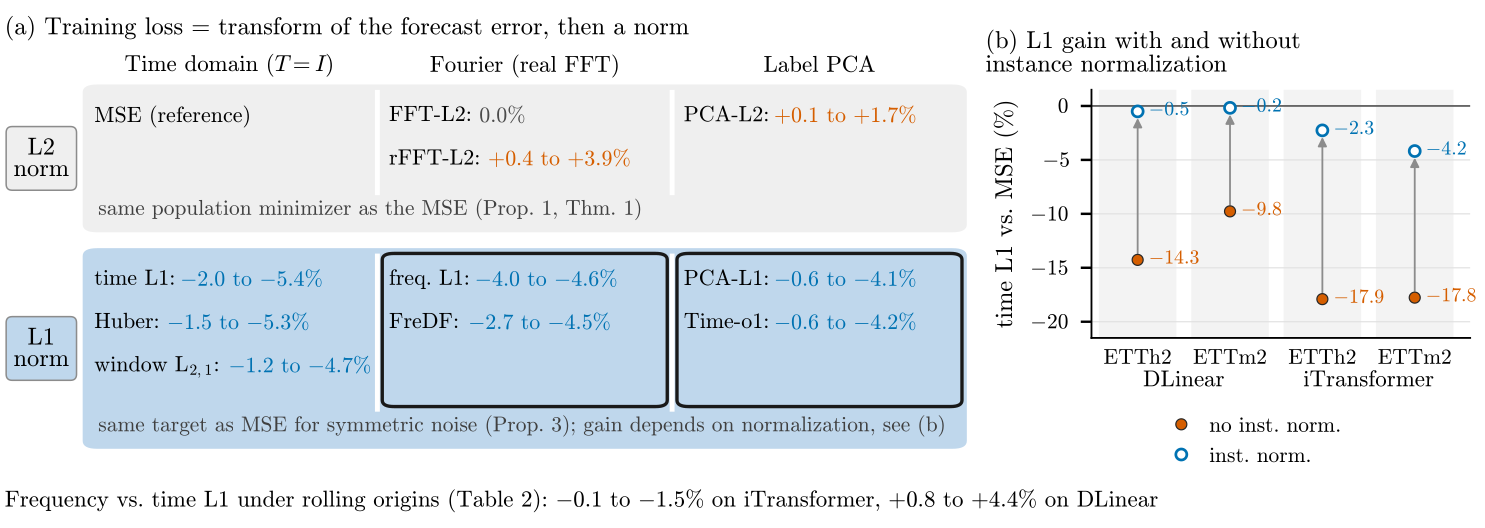 (a) Training loss = transform of the forecast error, then a norm
Time domain (T = I)
Fourier (real FFT)
Label PCA
L2
norm
MSE (reference)
FFT-L2: 0.0%
rFFT-L2: +0.4 to +3.9%
PCA-L2: +0.1 to +1.7%
same population minimizer as the MSE (Prop. 1, Thm. 1)
L1
norm
time L1: −2.0 to −5.4%
Huber: −1.5 to −5.3%
window L2,1: −1.2 to −4.7%
freq. L1: −4.0 to −4.6%
FreDF: −2.7 to −4.5%
PCA-L1: −0.6 to −4.1%
Time-o1: −0.6 to −4.2%
same target as MSE for symmetric noise (Prop. 3); gain depends on normalization, see (b)
(b) L1 gain with and without
instance normalization
time L1 vs. MSE (%)
0
−5
−10
−15
−20
−0.5
−14.3
−0.2
−9.8
−2.3
−17.9
−4.2
−17.8
ETTh2 ETTm2 ETTh2 ETTm2
DLinear iTransformer
no inst. norm.
inst. norm.
Frequency vs. time L1 under rolling origins (Table 2): −0.1 to −1.5% on iTransformer, +0.8 to +4.4% on DLinear